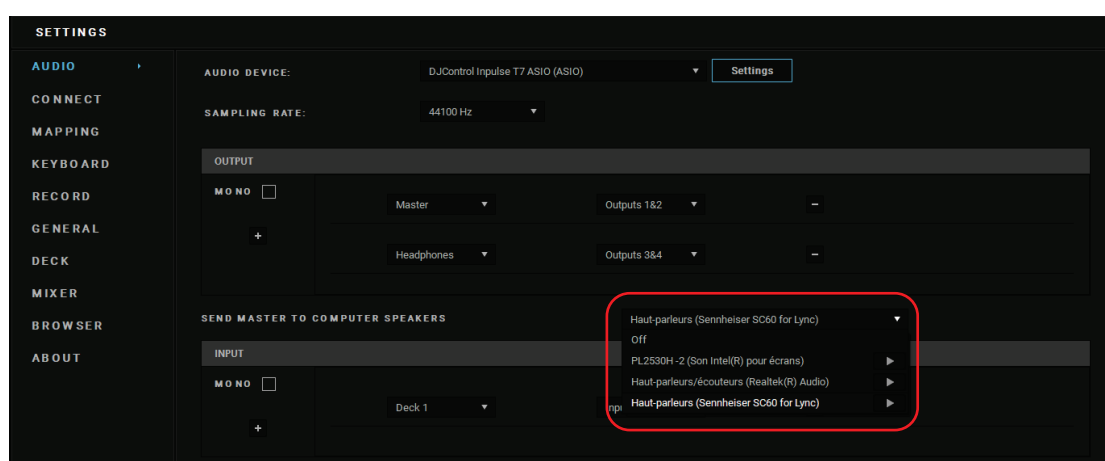 SETTINGS
AUDIO
CONNECT
MAPPING
KEYBOARD
RECORD
GENERAL
DECK
MIXER
BROWSER
ABOUT
AUDIO DEVICE: DJControl Inpulse T7 ASIO (ASIO) Settings
SAMPLING RATE: 44100 Hz
OUTPUT
MONO
+
Master Outputs 1&2 –
Headphones Outputs 3&4 –
SEND MASTER TO COMPUTER SPEAKERS Haut-parleurs (Sennheiser SC60 for Lync)
Off
PL2530H -2 (Son Intel(R) pour écrans)
Haut-parleurs/écouteurs (Realtek(R) Audio)
Haut-parleurs (Sennheiser SC60 for Lync)
INPUT
MONO
+
Deck 1